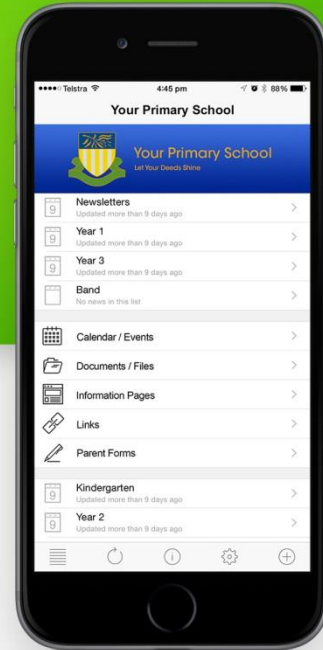 Telstra 4:45 pm 88%
Your Primary School
Your Primary School
Let Your Deeds Shine
9 Newsletters
Updated more than 9 days ago
9 Year 1
Updated more than 9 days ago
9 Year 3
Updated more than 9 days ago
Band
No news in this list
Calendar / Events
Documents / Files
Information Pages
Links
Parent Forms
9 Kindergarten
Updated more than 9 days ago
9 Year 2
Updated more than 9 days ago